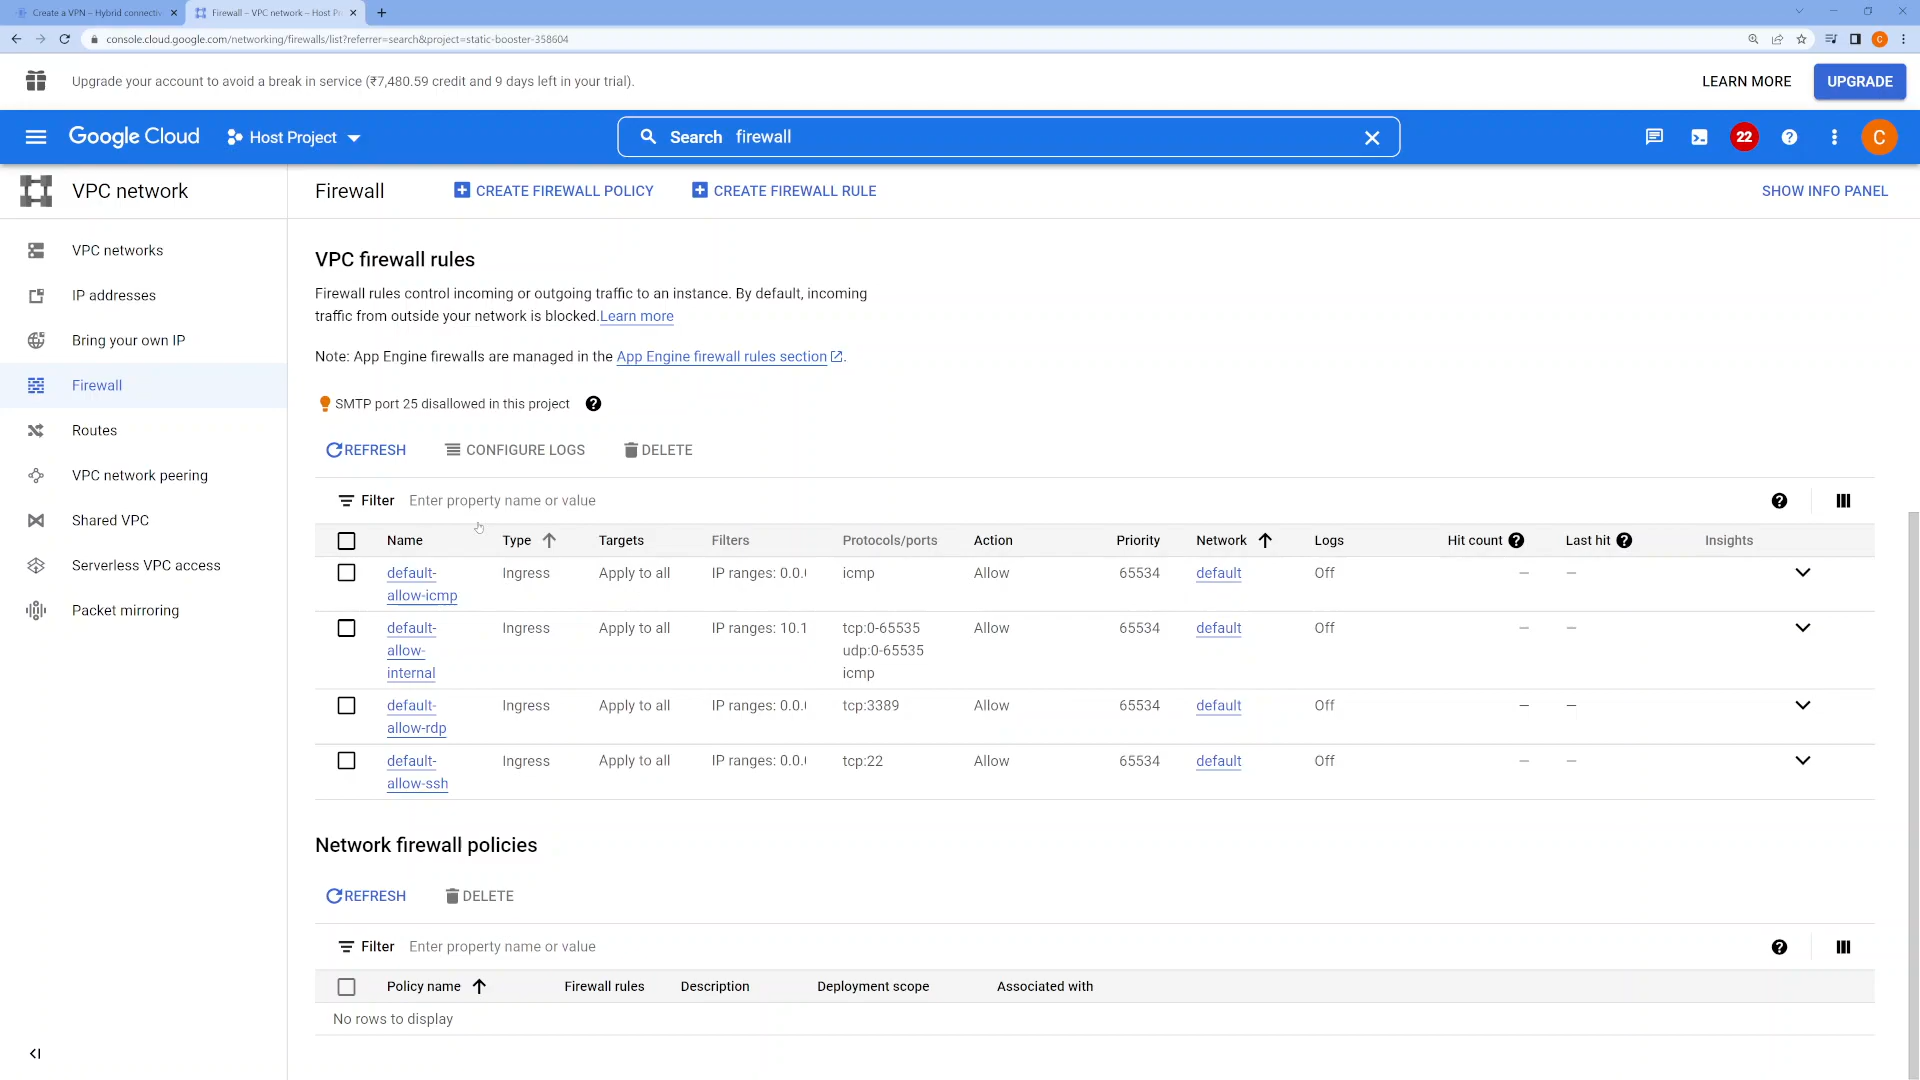 Create a VPN – Hybrid connectiv
Firewall – VPC network – Host Pr
console.cloud.google.com/networking/firewalls/list?referrer=search&project=static-booster-358604
C
Upgrade your account to avoid a break in service (₹7,480.59 credit and 9 days left in your trial).
LEARN MORE
UPGRADE
Google Cloud
Host Project
Search firewall
22
C
VPC network
Firewall
CREATE FIREWALL POLICY
CREATE FIREWALL RULE
SHOW INFO PANEL
VPC networks
IP addresses
Bring your own IP
Firewall
Routes
VPC network peering
Shared VPC
Serverless VPC access
Packet mirroring
VPC firewall rules
Firewall rules control incoming or outgoing traffic to an instance. By default, incoming
traffic from outside your network is blocked.Learn more
Note: App Engine firewalls are managed in the App Engine firewall rules section.
SMTP port 25 disallowed in this project
REFRESH CONFIGURE LOGS DELETE
Filter Enter property name or value
Name Type Targets Filters Protocols/ports Action Priority Network Logs Hit count Last hit Insights
default- Ingress Apply to all IP ranges: 0.0.( icmp Allow 65534 default Off — —
allow-icmp
default- Ingress Apply to all IP ranges: 10.1 tcp:0-65535 Allow 65534 default Off — —
allow- udp:0-65535
internal icmp
default- Ingress Apply to all IP ranges: 0.0.( tcp:3389 Allow 65534 default Off — —
allow-rdp
default- Ingress Apply to all IP ranges: 0.0.( tcp:22 Allow 65534 default Off — —
allow-ssh
Network firewall policies
REFRESH DELETE
Filter Enter property name or value
Policy name Firewall rules Description Deployment scope Associated with
No rows to display